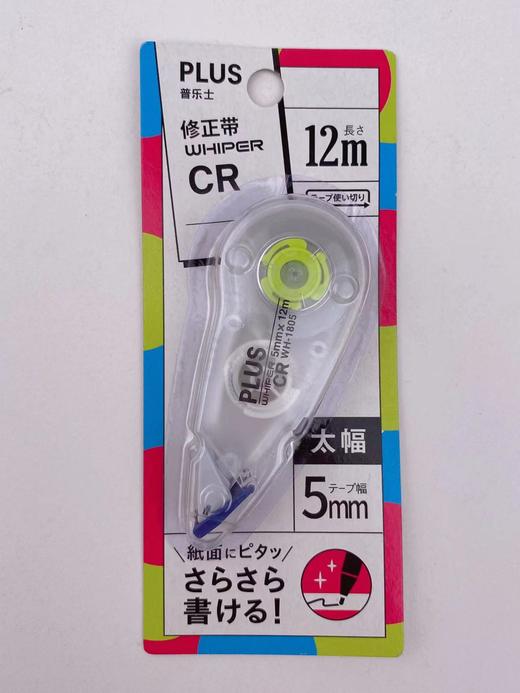 PLUS
普乐士
修正带
WHIPER
CR
長さ
12m
テープ使い切り
PLUS
WHIPER 5mm×12m
CR WH-1805
太幅
テープ幅
5mm
\紙面にピタッ/
さらさら
書ける!